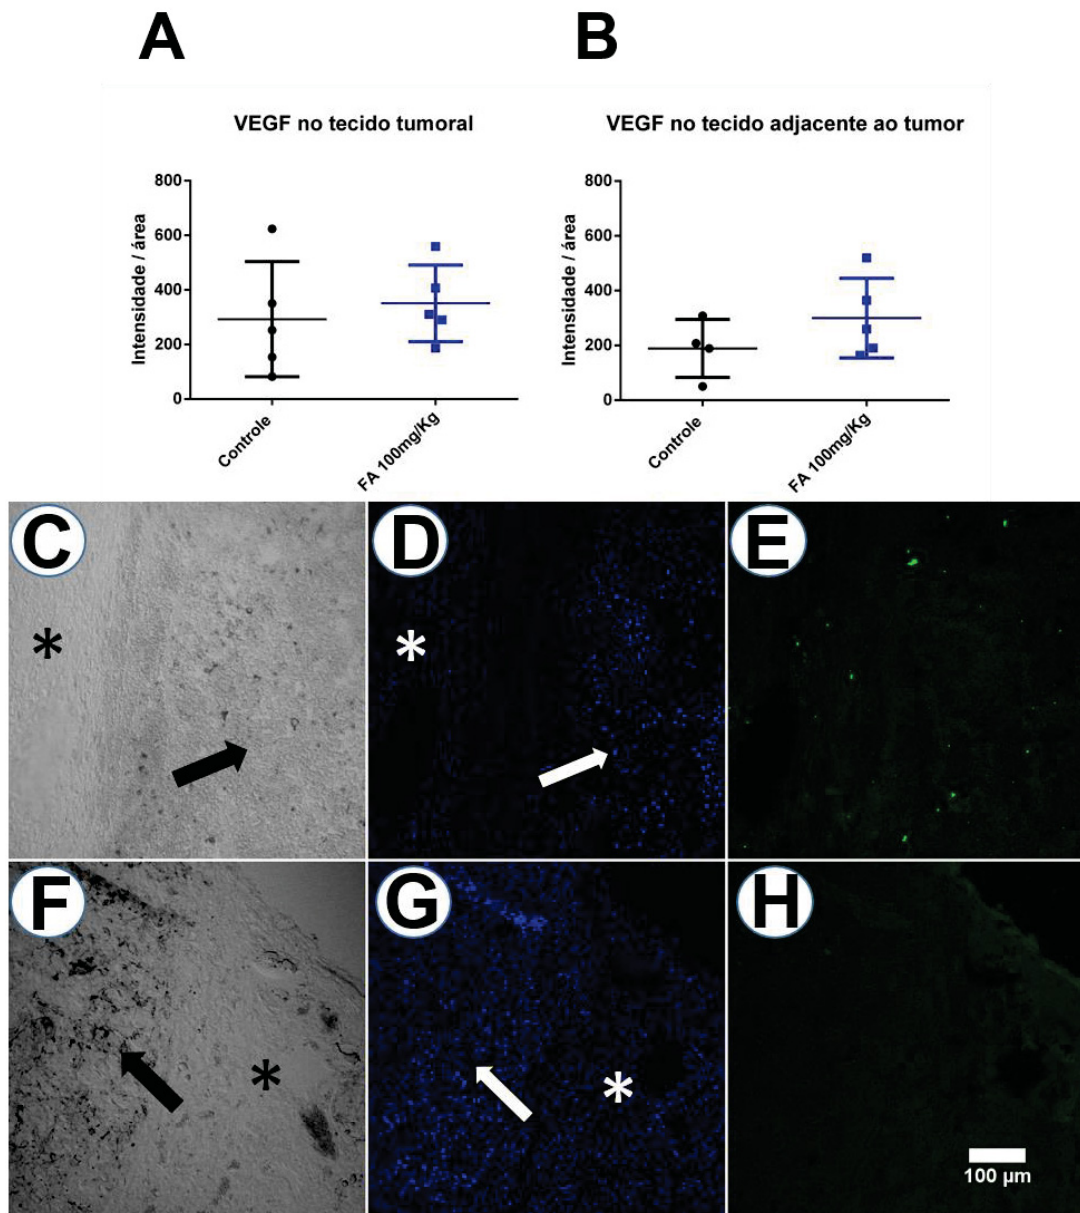 A
B
VEGF no tecido tumoral
VEGF no tecido adjacente ao tumor
Intensidade / área
800
600
400
200
0
Controle
FA 100mg/Kg
Intensidade / área
800
600
400
200
0
Controle
FA 100mg/Kg
C
D
E
*
*
F
G
H
*
*
100 µm